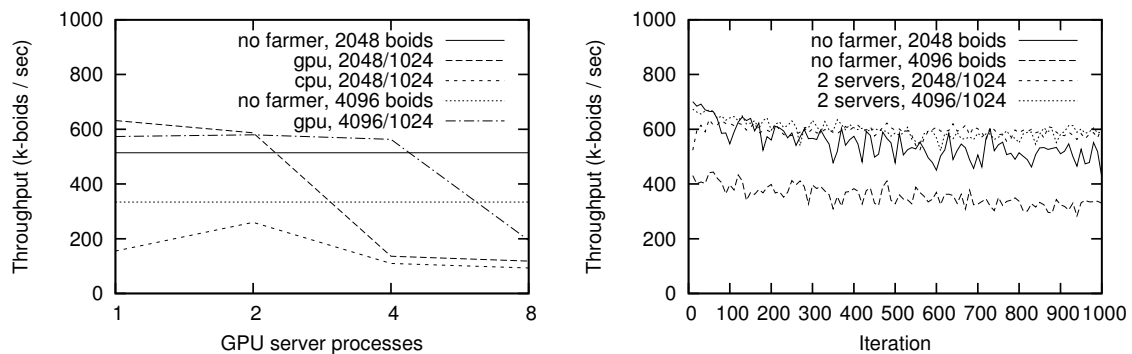 1000
800
600
400
200
0
Throughput (k-boids / sec)
no farmer, 2048 boids
gpu, 2048/1024
cpu, 2048/1024
no farmer, 4096 boids
gpu, 4096/1024
1 2 4 8
GPU server processes
1000
800
600
400
200
0
Throughput (k-boids / sec)
no farmer, 2048 boids
no farmer, 4096 boids
2 servers, 2048/1024
2 servers, 4096/1024
0 100 200 300 400 500 600 700 800 900 1000
Iteration